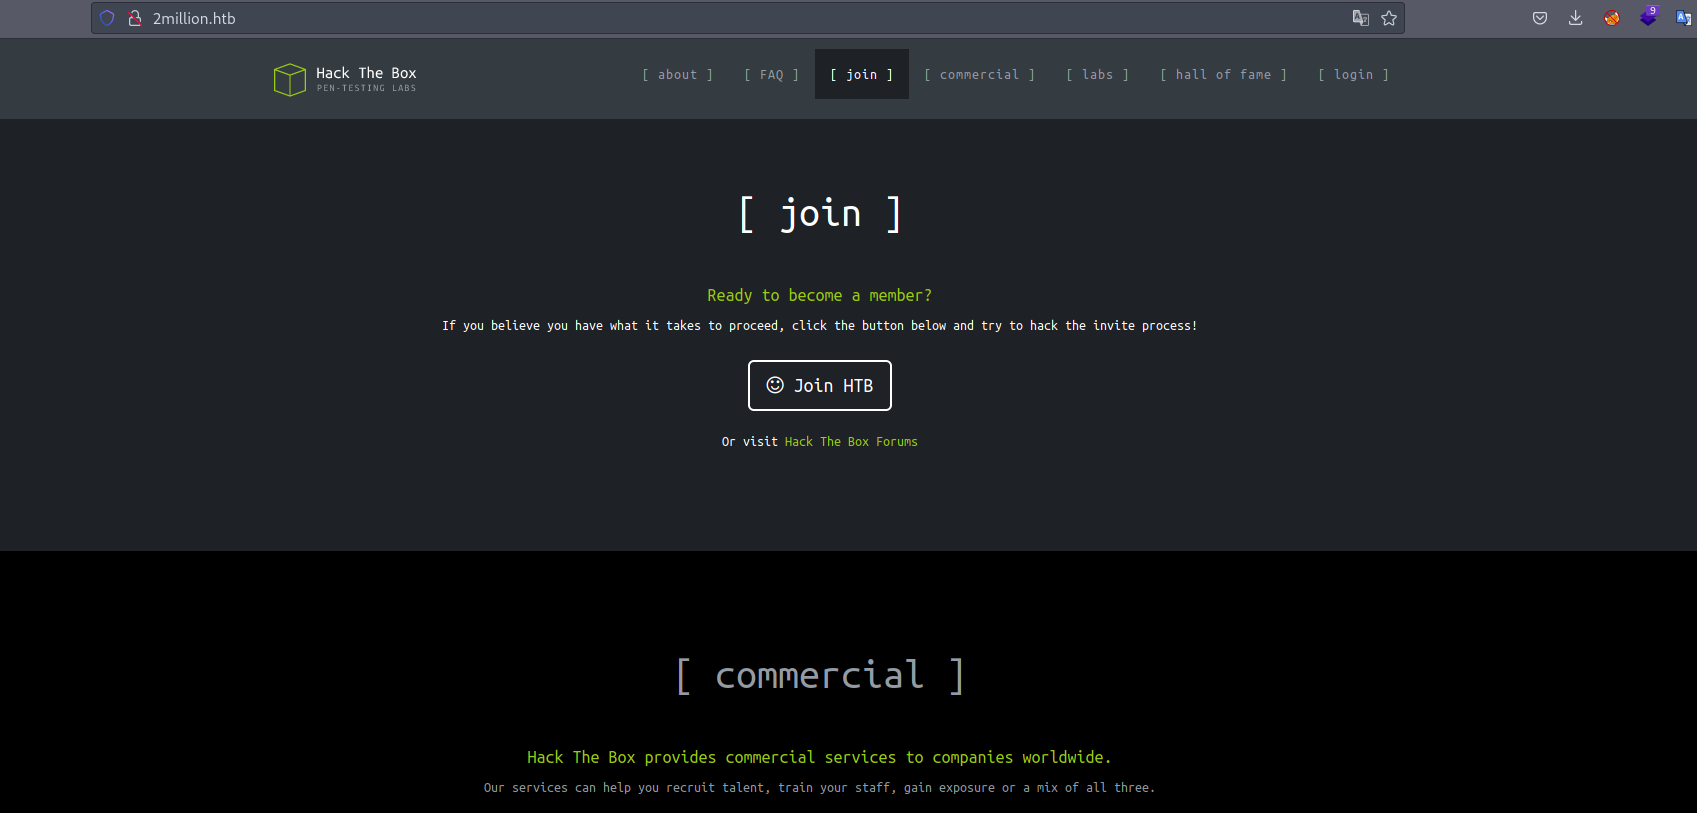 2million.htb
9
Hack The Box
PEN-TESTING LABS
[ about ] [ FAQ ] [ join ] [ commercial ] [ labs ] [ hall of fame ] [ login ]
[ join ]
Ready to become a member?
If you believe you have what it takes to proceed, click the button below and try to hack the invite process!
Join HTB
Or visit Hack The Box Forums
[ commercial ]
Hack The Box provides commercial services to companies worldwide.
Our services can help you recruit talent, train your staff, gain exposure or a mix of all three.